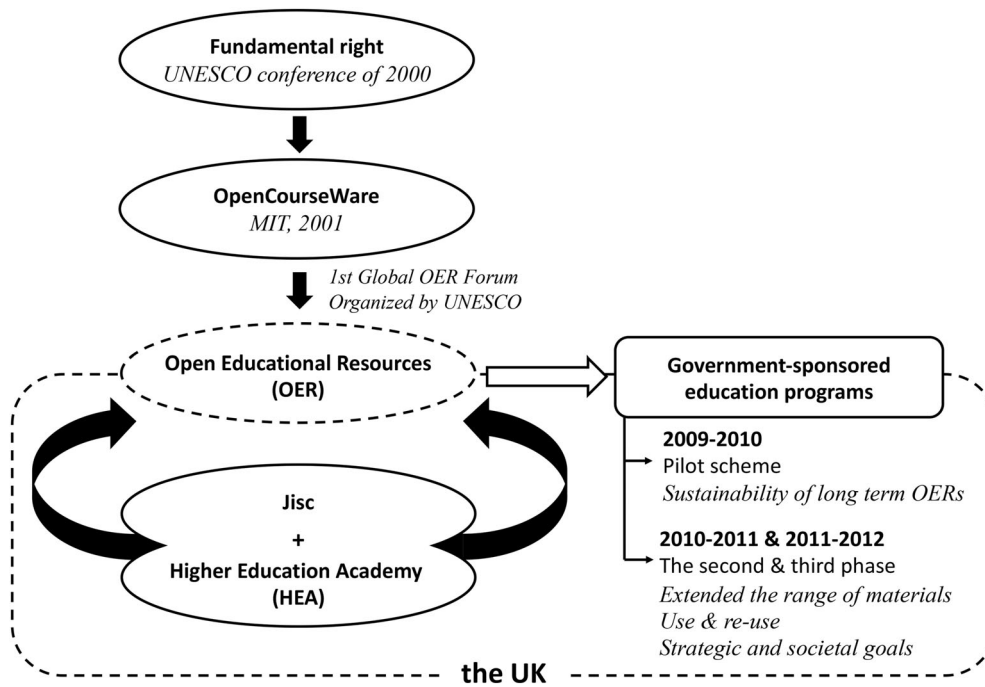 Fundamental right
UNESCO conference of 2000
OpenCourseWare
MIT, 2001
1st Global OER Forum
Organized by UNESCO
Open Educational Resources
(OER)
Government-sponsored
education programs
2009-2010
Pilot scheme
Sustainability of long term OERs
Jisc
+
Higher Education Academy
(HEA)
2010-2011 & 2011-2012
The second & third phase
Extended the range of materials
Use & re-use
Strategic and societal goals
the UK